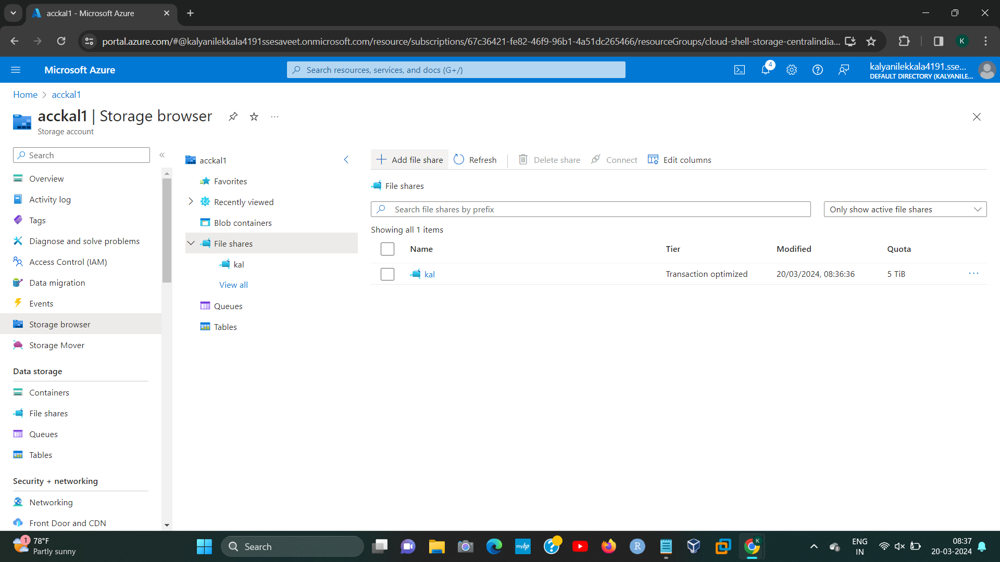 acckal1 - Microsoft Azure
portal.azure.com/#@kalyanilekkala4191ssesaveet.onmicrosoft.com/resource/subscriptions/67c36421-fe82-46f9-96b1-4a51dc265466/resourceGroups/cloud-shell-storage-centralindia...
K
Microsoft Azure
Search resources, services, and docs (G+/)
4
kalyanilekkala4191.sse...
DEFAULT DIRECTORY (KALYANILE...
Home > acckal1
acckal1 | Storage browser
Storage account
Search
Overview
Activity log
Tags
Diagnose and solve problems
Access Control (IAM)
Data migration
Events
Storage browser
Storage Mover
Data storage
Containers
File shares
Queues
Tables
Security + networking
Networking
Front Door and CDN
acckal1
Favorites
Recently viewed
Blob containers
File shares
kal
View all
Queues
Tables
Add file share
Refresh
Delete share
Connect
Edit columns
File shares
Search file shares by prefix
Only show active file shares
Showing all 1 items
Name Tier Modified Quota
kal Transaction optimized 20/03/2024, 08:36:36 5 TiB
1
78°F
Partly sunny
Search
myhp
R
K
ENG
IN
08:37
20-03-2024